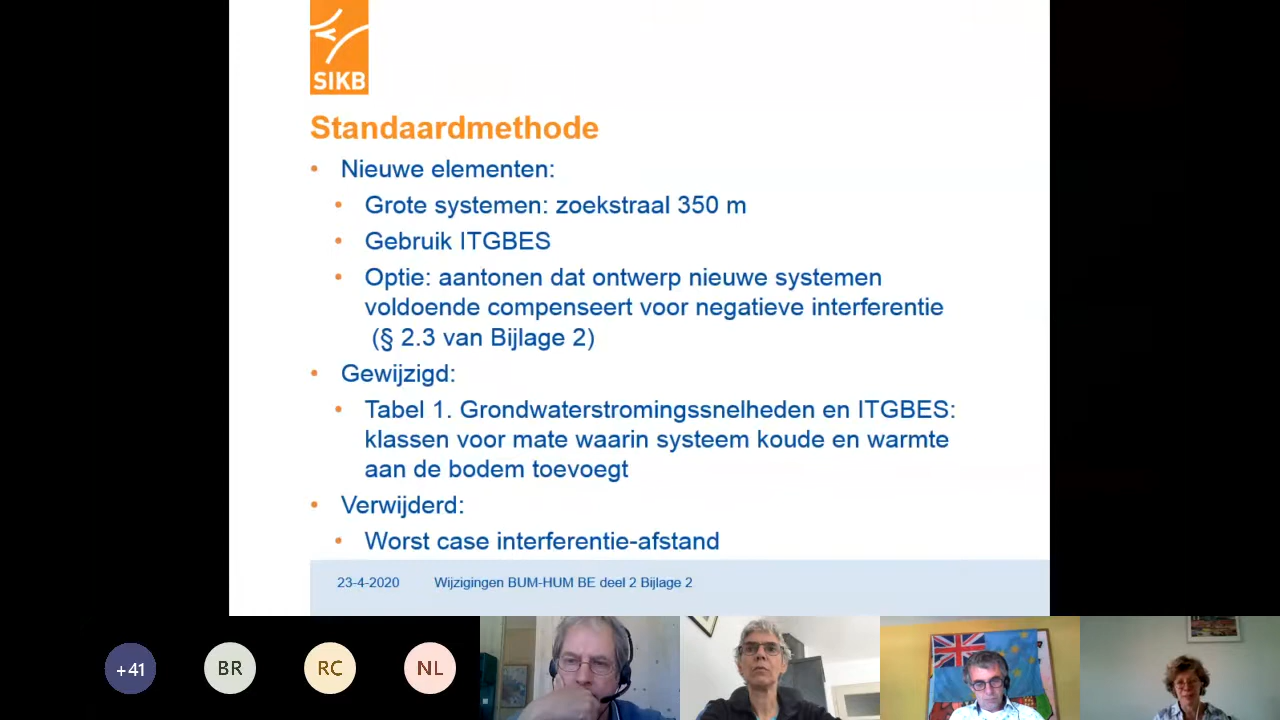 SIKB
Standaardmethode
• Nieuwe elementen:
• Grote systemen: zoekstraal 350 m
• Gebruik ITGBES
• Optie: aantonen dat ontwerp nieuwe systemen
voldoende compenseert voor negatieve interferentie
(§ 2.3 van Bijlage 2)
• Gewijzigd:
• Tabel 1. Grondwaterstromingssnelheden en ITGBES:
klassen voor mate waarin systeem koude en warmte
aan de bodem toevoegt
• Verwijderd:
• Worst case interferentie-afstand
23-4-2020 Wijzigingen BUM-HUM BE deel 2 Bijlage 2
+41 BR RC NL